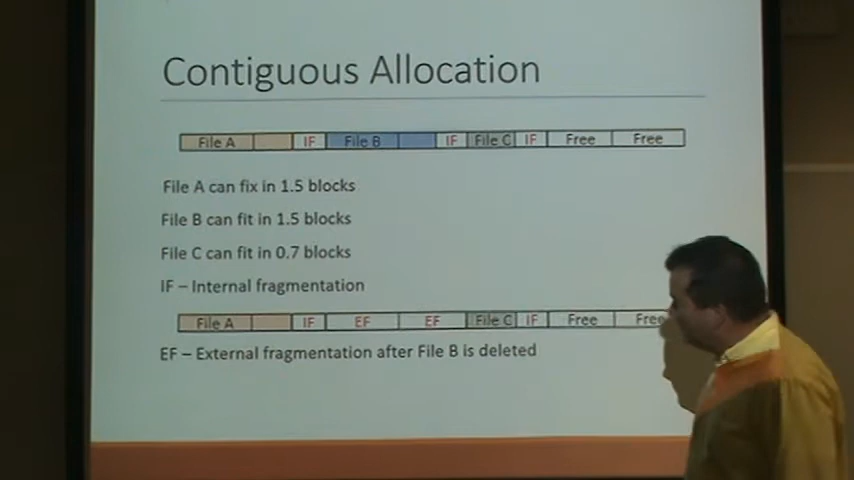 Contiguous Allocation
File A IF File B IF File C IF Free Free
File A can fix in 1.5 blocks
File B can fit in 1.5 blocks
File C can fit in 0.7 blocks
IF – Internal fragmentation
File A IF EF EF File C IF Free Free
EF – External fragmentation after File B is deleted